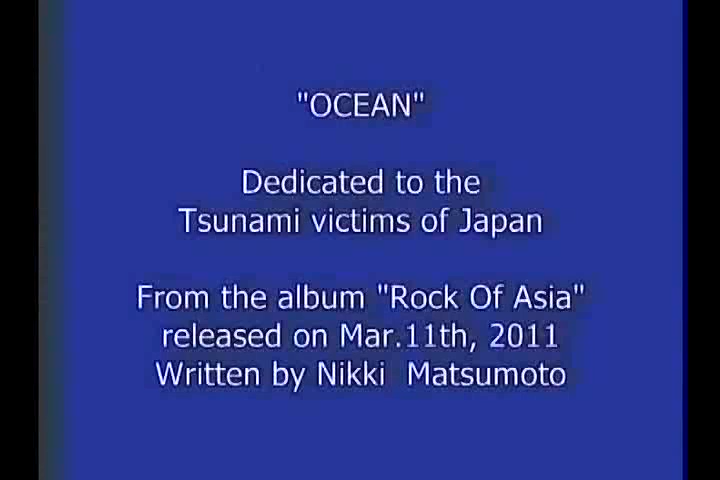 "OCEAN"
Dedicated to the
Tsunami victims of Japan
From the album "Rock Of Asia"
released on Mar.11th, 2011
Written by Nikki  Matsumoto